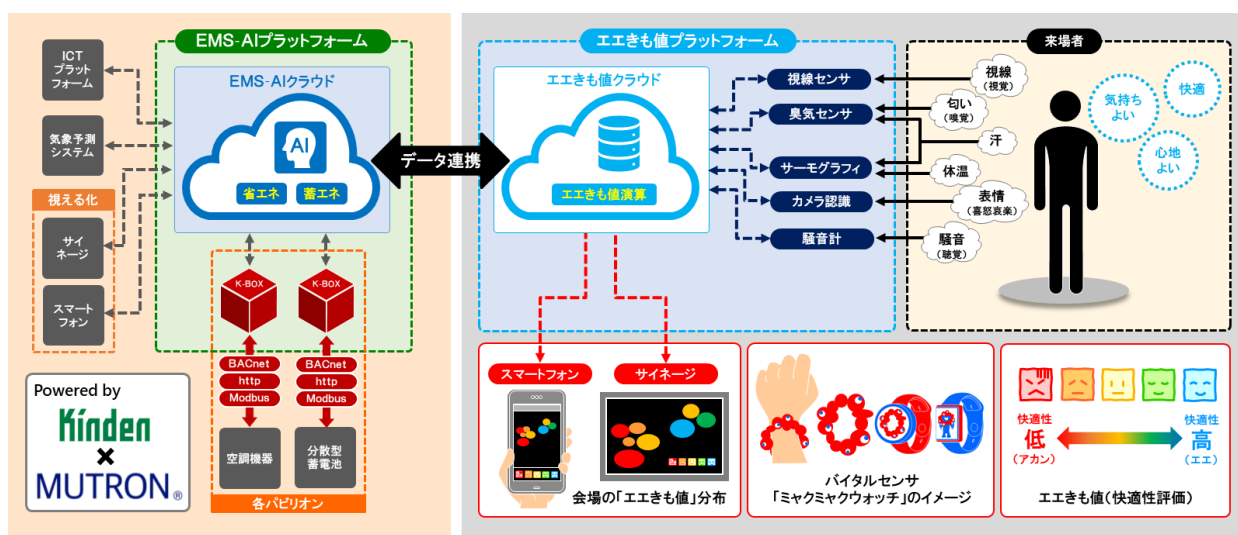 EMS-AIプラットフォーム
ICT
プラット
フォーム
気象予測
システム
視える化
サイ
ネージ
スマート
フォン
EMS-AIクラウド
AI
省エネ
蓄エネ
データ連携
K-BOX
K-BOX
BACnet
http
Modbus
BACnet
http
Modbus
空調機器
分散型
蓄電池
各パビリオン
Powered by
Kinden
×
MUTRON®
エエきも値プラットフォーム
エエきも値クラウド
エエきも値演算
視線センサ
臭気センサ
サーモグラフィ
カメラ認識
騒音計
来場者
視線
(視覚)
匂い
(嗅覚)
汗
体温
表情
(喜怒哀楽)
騒音
(聴覚)
気持ち
よい
快適
心地
よい
スマートフォン
サイネージ
会場の「エエきも値」分布
バイタルセンサ
「ミャクミャクウォッチ」のイメージ
快適性
低
(アカン)
快適性
高
(エエ)
エエきも値(快適性評価)